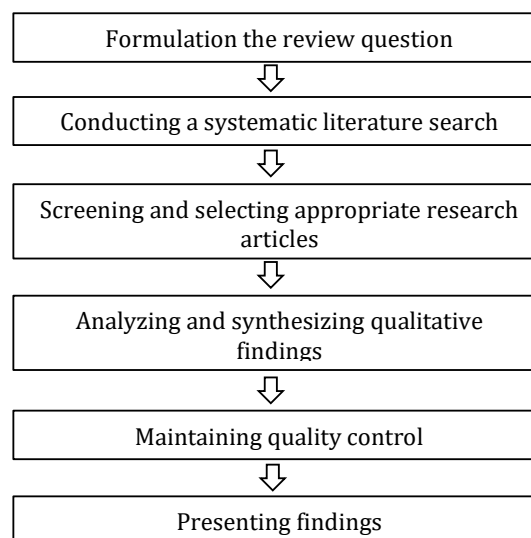 Formulation the review question
Conducting a systematic literature search
Screening and selecting appropriate research
articles
Analyzing and synthesizing qualitative
findings
Maintaining quality control
Presenting findings